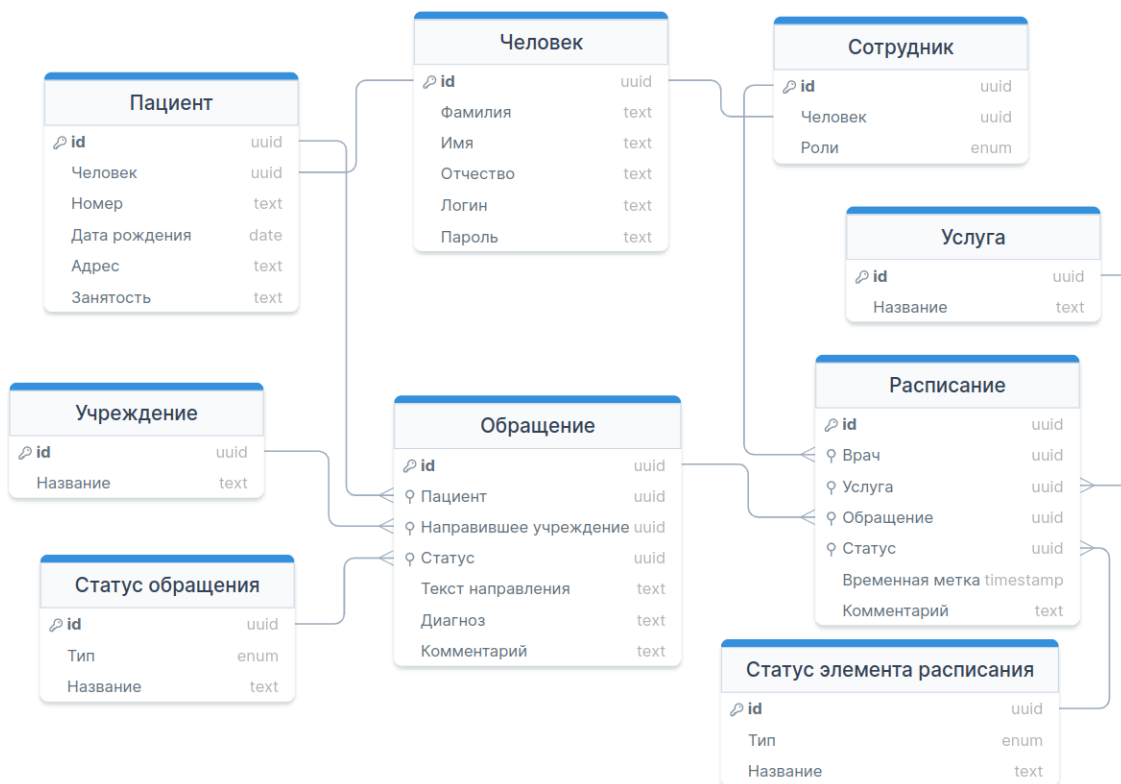 Человек
id uuid
Фамилия text
Имя text
Отчество text
Логин text
Пароль text
Сотрудник
id uuid
Человек uuid
Роли enum
Пациент
id uuid
Человек uuid
Номер text
Дата рождения date
Адрес text
Занятость text
Услуга
id uuid
Название text
Расписание
id uuid
Врач uuid
Услуга uuid
Обращение uuid
Статус uuid
Временная метка timestamp
Комментарий text
Учреждение
id uuid
Название text
Обращение
id uuid
Пациент uuid
Направившее учреждение uuid
Статус uuid
Текст направления text
Диагноз text
Комментарий text
Статус обращения
id uuid
Тип enum
Название text
Статус элемента расписания
id uuid
Тип enum
Название text